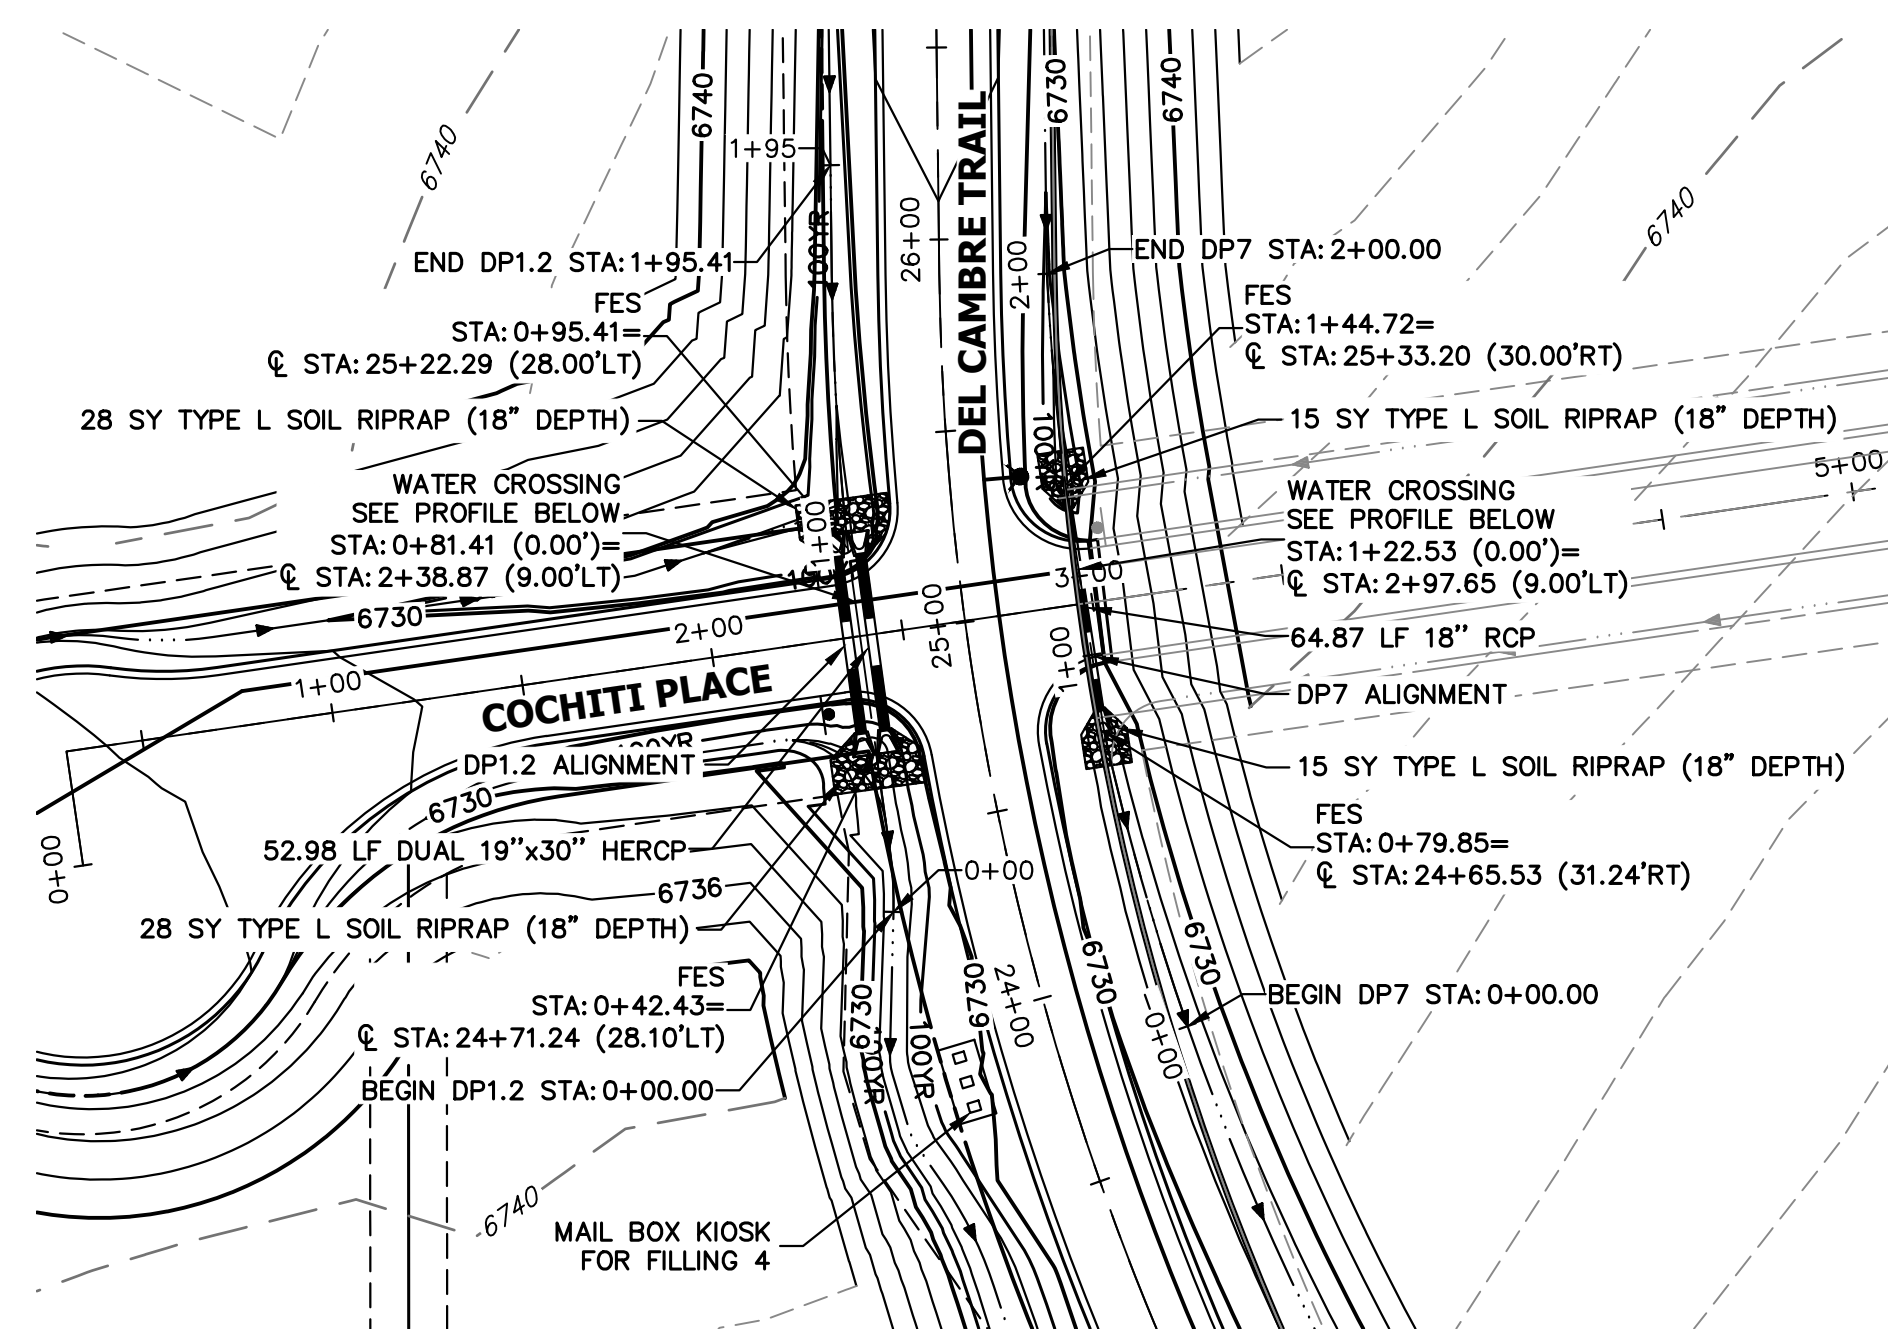 6740
6740
6730
6740
6740
1+95
100YR
26+00
DEL CAMBRE TRAIL
2+00
END DP1.2 STA: 1+95.41
END DP7 STA: 2+00.00
FES
STA: 0+95.41=
℄ STA: 25+22.29 (28.00'LT)
FES
STA: 1+44.72=
℄ STA: 25+33.20 (30.00'RT)
28 SY TYPE L SOIL RIPRAP (18" DEPTH)
15 SY TYPE L SOIL RIPRAP (18" DEPTH)
5+00
WATER CROSSING
SEE PROFILE BELOW
STA: 0+81.41 (0.00')=
℄ STA: 2+38.87 (9.00'LT)
WATER CROSSING
SEE PROFILE BELOW
STA: 1+22.53 (0.00')=
℄ STA: 2+97.65 (9.00'LT)
1+00
3+00
6730
2+00
25+00
1+00
64.87 LF 18" RCP
1+00
COCHITI PLACE
DP7 ALIGNMENT
100YR
DP1.2 ALIGNMENT
15 SY TYPE L SOIL RIPRAP (18" DEPTH)
6730
0+00
FES
STA: 0+79.85=
℄ STA: 24+65.53 (31.24'RT)
52.98 LF DUAL 19"x30" HERCP
0+00
6736
28 SY TYPE L SOIL RIPRAP (18" DEPTH)
FES
STA: 0+42.43=
℄ STA: 24+71.24 (28.10'LT)
6730
6730
24+00
6730
6730
BEGIN DP7 STA: 0+00.00
0+00
100YR
100YR
BEGIN DP1.2 STA: 0+00.00
6740
MAIL BOX KIOSK
FOR FILLING 4